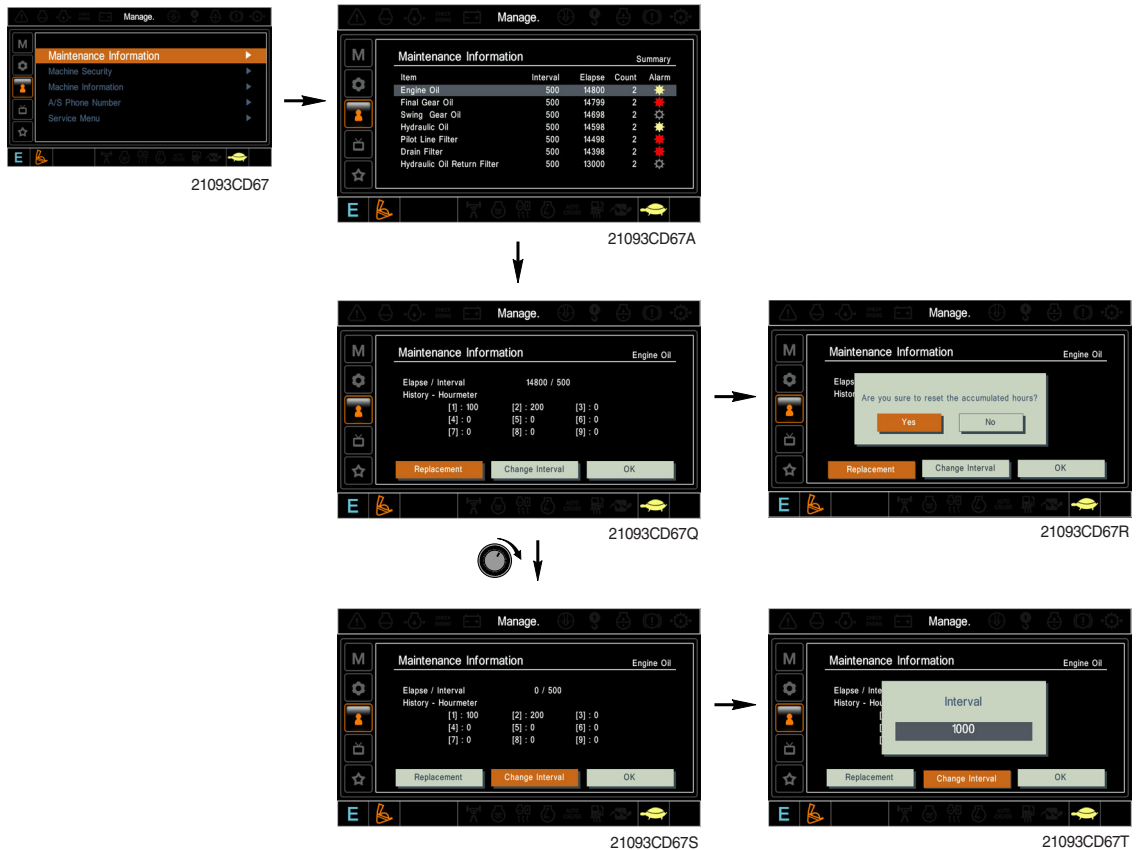 Manage.
M
Maintenance Information
Machine Security
Machine Information
A/S Phone Number
Service Menu
E
21093CD67
Manage.
M
Maintenance Information Summary
Item Interval Elapse Count Alarm
Engine Oil 500 14800 2
Final Gear Oil 500 14799 2
Swing Gear Oil 500 14698 2
Hydraulic Oil 500 14598 2
Pilot Line Filter 500 14498 2
Drain Filter 500 14398 2
Hydraulic Oil Return Filter 500 13000 2
E
21093CD67A
Manage.
M
Maintenance Information Engine Oil
Elapse / Interval 14800 / 500
History - Hourmeter
[1] : 100 [2] : 200 [3] : 0
[4] : 0 [5] : 0 [6] : 0
[7] : 0 [8] : 0 [9] : 0
Replacement Change Interval OK
E
21093CD67Q
Manage.
M
Maintenance Information Engine Oil
Elaps
Histor
Are you sure to reset the accumulated hours?
Yes No
Replacement Change Interval OK
E
21093CD67R
Manage.
M
Maintenance Information Engine Oil
Elapse / Interval 0 / 500
History - Hourmeter
[1] : 100 [2] : 200 [3] : 0
[4] : 0 [5] : 0 [6] : 0
[7] : 0 [8] : 0 [9] : 0
Replacement Change Interval OK
E
21093CD67S
Manage.
M
Maintenance Information Engine Oil
Elapse / Inte
History - Hou
Interval
1000
Replacement Change Interval OK
E
21093CD67T